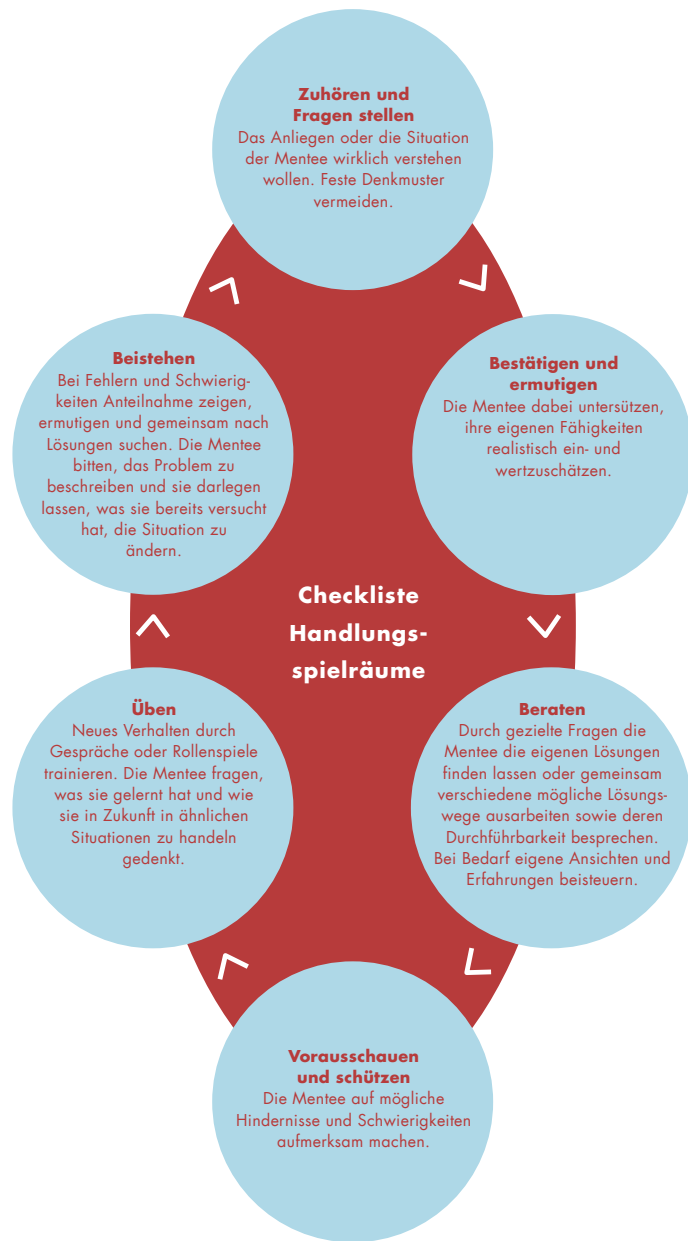 Zuhören und
Fragen stellen
Das Anliegen oder die Situation
der Mentee wirklich verstehen
wollen. Feste Denkmuster
vermeiden.
Bestätigen und
ermutigen
Die Mentee dabei untersützen,
ihre eigenen Fähigkeiten
realistisch ein- und
wertzuschätzen.
Beraten
Durch gezielte Fragen die
Mentee die eigenen Lösungen
finden lassen oder gemeinsam
verschiedene mögliche Lösungs-
wege ausarbeiten sowie deren
Durchführbarkeit besprechen.
Bei Bedarf eigene Ansichten und
Erfahrungen beisteuern.
Vorausschauen
und schützen
Die Mentee auf mögliche
Hindernisse und Schwierigkeiten
aufmerksam machen.
Üben
Neues Verhalten durch
Gespräche oder Rollenspiele
trainieren. Die Mentee fragen,
was sie gelernt hat und wie
sie in Zukunft in ähnlichen
Situationen zu handeln
gedenkt.
Beistehen
Bei Fehlern und Schwierig-
keiten Anteilnahme zeigen,
ermutigen und gemeinsam nach
Lösungen suchen. Die Mentee
bitten, das Problem zu
beschreiben und sie darlegen
lassen, was sie bereits versucht
hat, die Situation zu
ändern.
Checkliste
Handlungs-
spielräume